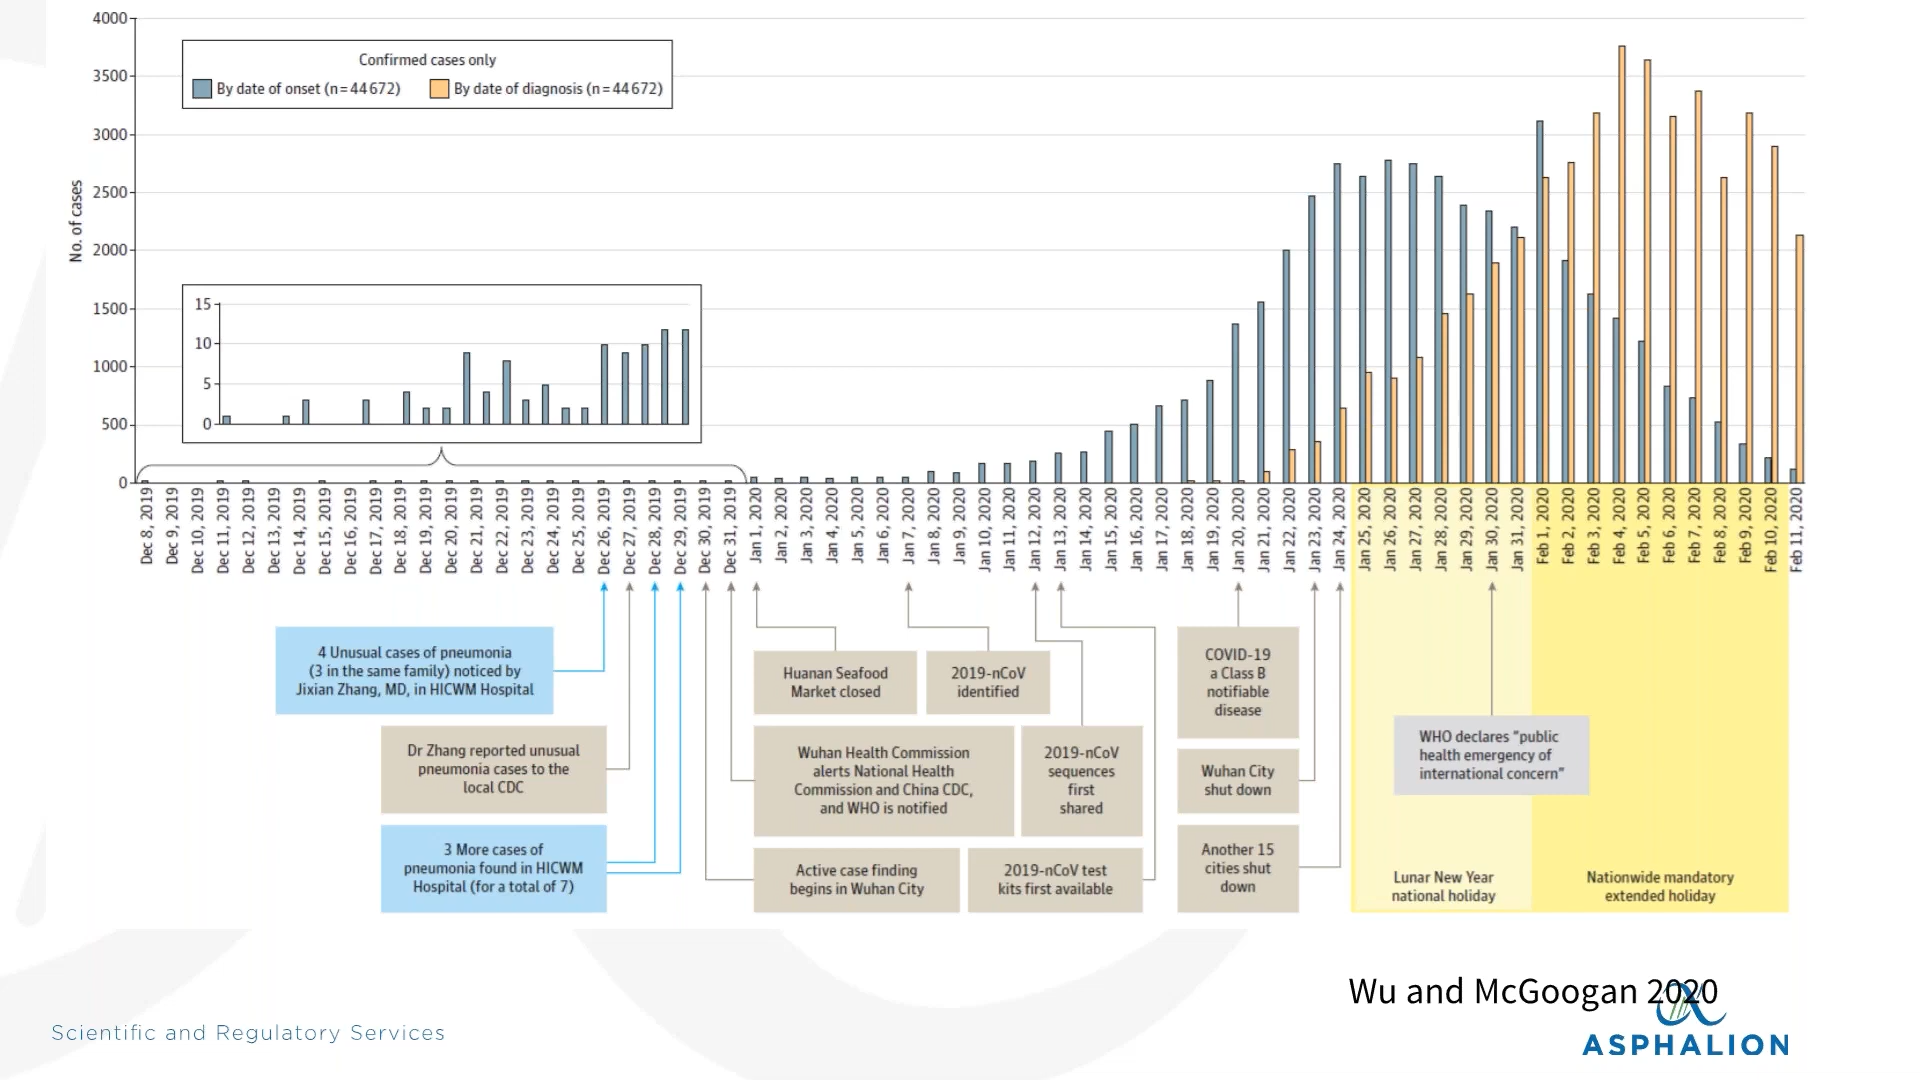 4000
3500
3000
2500
2000
1500
1000
500
0
No. of cases
Confirmed cases only
By date of onset (n=44 672)
By date of diagnosis (n=44 672)
15
10
5
0
Dec 8, 2019
Dec 9, 2019
Dec 10, 2019
Dec 11, 2019
Dec 12, 2019
Dec 13, 2019
Dec 14, 2019
Dec 15, 2019
Dec 16, 2019
Dec 17, 2019
Dec 18, 2019
Dec 19, 2019
Dec 20, 2019
Dec 21, 2019
Dec 22, 2019
Dec 23, 2019
Dec 24, 2019
Dec 25, 2019
Dec 26, 2019
Dec 27, 2019
Dec 28, 2019
Dec 29, 2019
Dec 30, 2019
Dec 31, 2019
Jan 1, 2020
Jan 2, 2020
Jan 3, 2020
Jan 4, 2020
Jan 5, 2020
Jan 6, 2020
Jan 7, 2020
Jan 8, 2020
Jan 9, 2020
Jan 10, 2020
Jan 11, 2020
Jan 12, 2020
Jan 13, 2020
Jan 14, 2020
Jan 15, 2020
Jan 16, 2020
Jan 17, 2020
Jan 18, 2020
Jan 19, 2020
Jan 20, 2020
Jan 21, 2020
Jan 22, 2020
Jan 23, 2020
Jan 24, 2020
Jan 25, 2020
Jan 26, 2020
Jan 27, 2020
Jan 28, 2020
Jan 29, 2020
Jan 30, 2020
Jan 31, 2020
Feb 1, 2020
Feb 2, 2020
Feb 3, 2020
Feb 4, 2020
Feb 5, 2020
Feb 6, 2020
Feb 7, 2020
Feb 8, 2020
Feb 9, 2020
Feb 10, 2020
Feb 11, 2020
4 Unusual cases of pneumonia
(3 in the same family) noticed by
Jixian Zhang, MD, in HICWM Hospital
Dr Zhang reported unusual
pneumonia cases to the
local CDC
3 More cases of
pneumonia found in HICWM
Hospital (for a total of 7)
Huanan Seafood
Market closed
2019-nCoV
identified
Wuhan Health Commission
alerts National Health
Commission and China CDC,
and WHO is notified
2019-nCoV
sequences
first
shared
Active case finding
begins in Wuhan City
2019-nCoV test
kits first available
COVID-19
a Class B
notifiable
disease
Wuhan City
shut down
Another 15
cities shut
down
WHO declares “public
health emergency of
international concern”
Lunar New Year
national holiday
Nationwide mandatory
extended holiday
Wu and McGoogan 2020
Scientific and Regulatory Services
ASPHALION